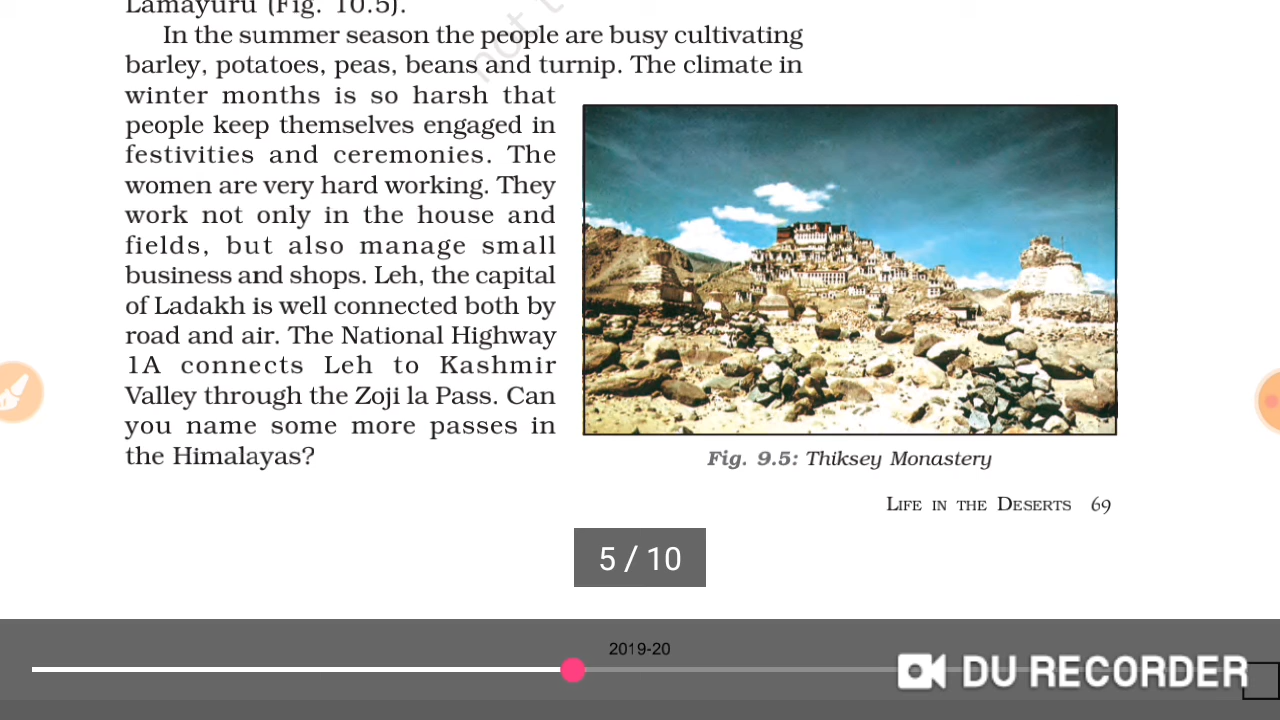 Lamayuru (Fig. 10.5).
In the summer season the people are busy cultivating
barley, potatoes, peas, beans and turnip. The climate in
winter months is so harsh that
people keep themselves engaged in
festivities and ceremonies. The
women are very hard working. They
work not only in the house and
fields, but also manage small
business and shops. Leh, the capital
of Ladakh is well connected both by
road and air. The National Highway
1A connects Leh to Kashmir
Valley through the Zoji la Pass. Can
you name some more passes in
the Himalayas?
Fig. 9.5: Thiksey Monastery
LIFE IN THE DESERTS 69
5 / 10
2019-20
DU RECORDER